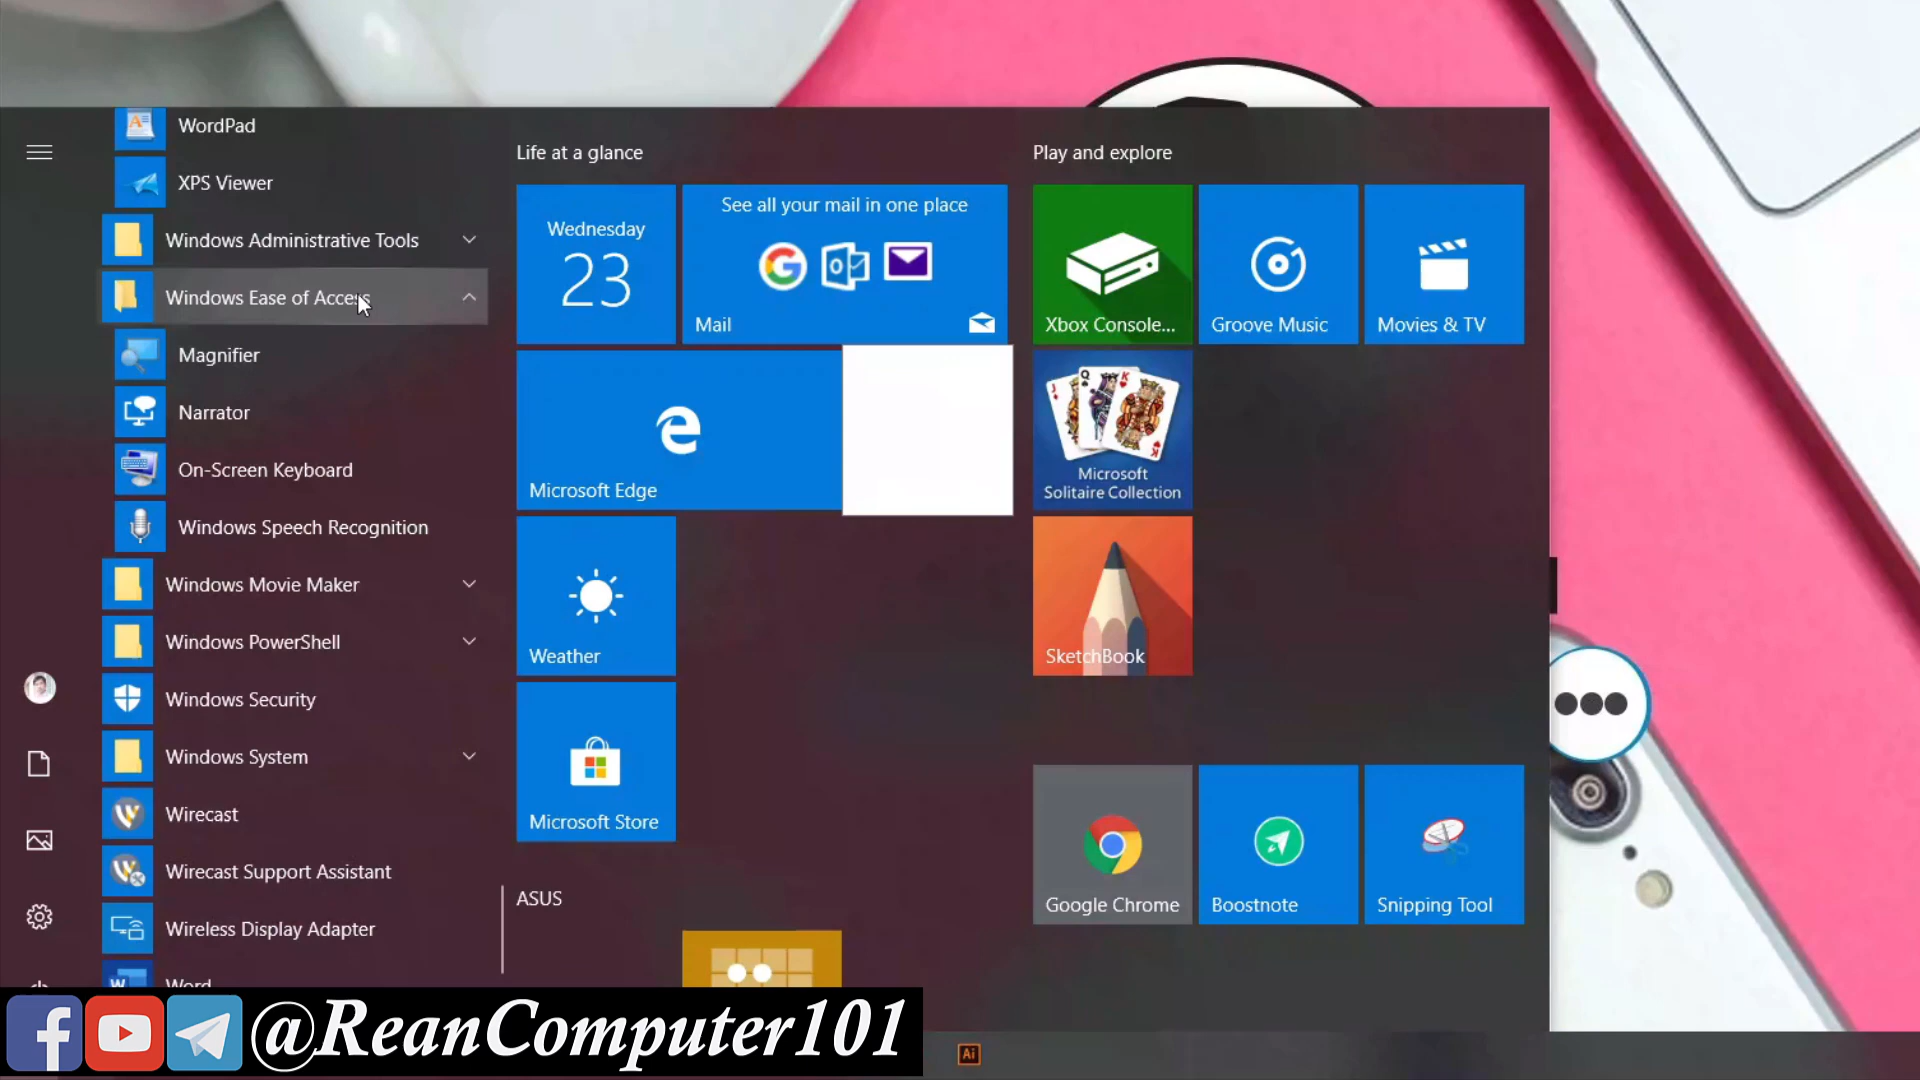 WordPad
XPS Viewer
Windows Administrative Tools
Windows Ease of Access
Magnifier
Narrator
On-Screen Keyboard
Windows Speech Recognition
Windows Movie Maker
Windows PowerShell
Windows Security
Windows System
Wirecast
Wirecast Support Assistant
Wireless Display Adapter
Word
Life at a glance
Wednesday
23
See all your mail in one place
Mail
Microsoft Edge
Weather
Microsoft Store
ASUS
Play and explore
Xbox Console...
Groove Music
Movies & TV
Microsoft
Solitaire Collection
SketchBook
Google Chrome
Boostnote
Snipping Tool
@ReanComputer101
Ai